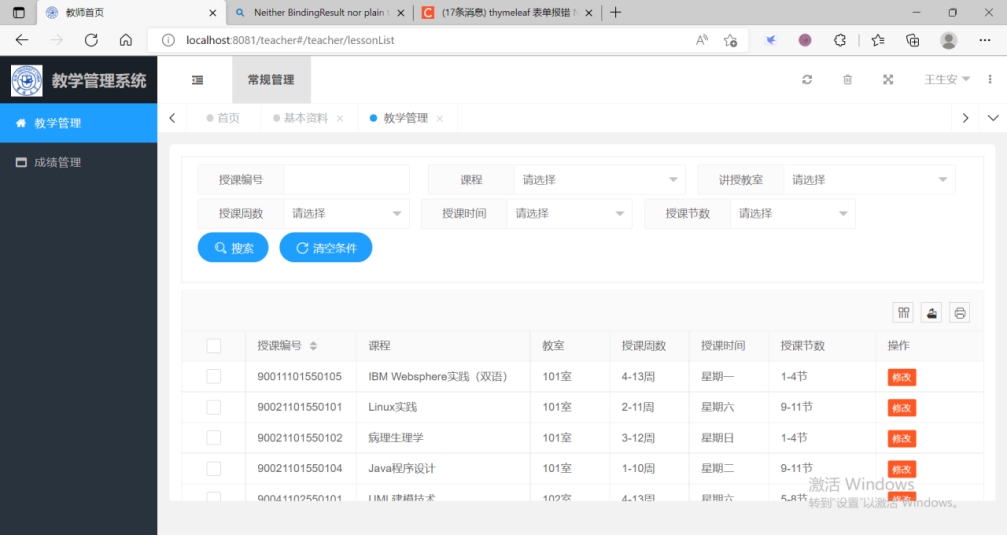 教师首页
Neither BindingResult nor plain t
(17条消息) thymeleaf 表单报错 N
localhost:8081/teacher#/teacher/lessonList
教学管理系统
常规管理
王生安
教学管理
首页
基本资料
教学管理
成绩管理
授课编号
课程 请选择
讲授教室 请选择
授课周数 请选择
授课时间 请选择
授课节数 请选择
搜索
清空条件
授课编号 课程 教室 授课周数 授课时间 授课节数 操作
90011101550105 IBM Websphere实践（双语） 101室 4-13周 星期一 1-4节 修改
90021101550101 Linux实践 101室 2-11周 星期六 9-11节 修改
90021101550102 病理生理学 101室 3-12周 星期日 1-4节 修改
90021101550104 Java程序设计 101室 1-10周 星期二 9-11节 修改
90041102550101 UML建模技术 102室 4-13周 星期六 5-8节 修改
激活 Windows
转到"设置"以激活 Windows。